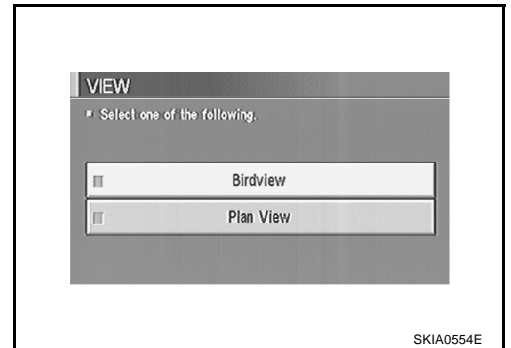 VIEW
Select one of the following.
Birdview
Plan View
SKIA0554E